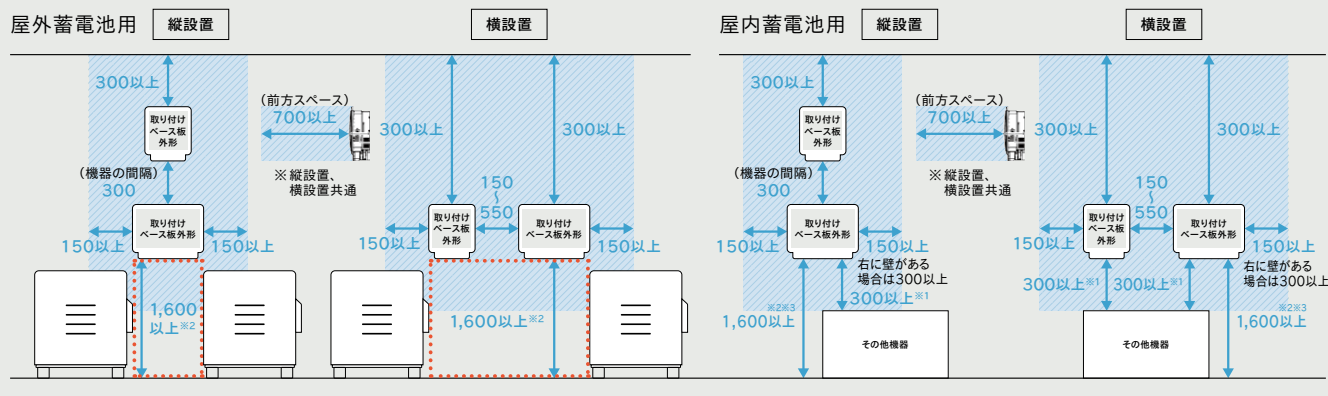 屋外蓄電池用
縦設置
300以上
取り付け
ベース板
外形
(機器の間隔)
300
取り付け
ベース板外形
150以上
150以上
1,600
以上※2
(前方スペース)
700以上
※縦設置、
横設置共通
横設置
300以上
300以上
150
〜
550
取り付け
ベース板
外形
取り付け
ベース板外形
150以上
150以上
1,600以上※2
屋内蓄電池用
縦設置
300以上
取り付け
ベース板
外形
(機器の間隔)
300
取り付け
ベース板外形
150以上
150以上
右に壁がある
場合は300以上
300以上※1
※2※3
1,600以上
その他機器
(前方スペース)
700以上
※縦設置、
横設置共通
横設置
300以上
300以上
150
〜
550
取り付け
ベース板
外形
取り付け
ベース板外形
150以上
150以上
右に壁がある
場合は300以上
300以上※1
300以上※1
※2※3
1,600以上
その他機器